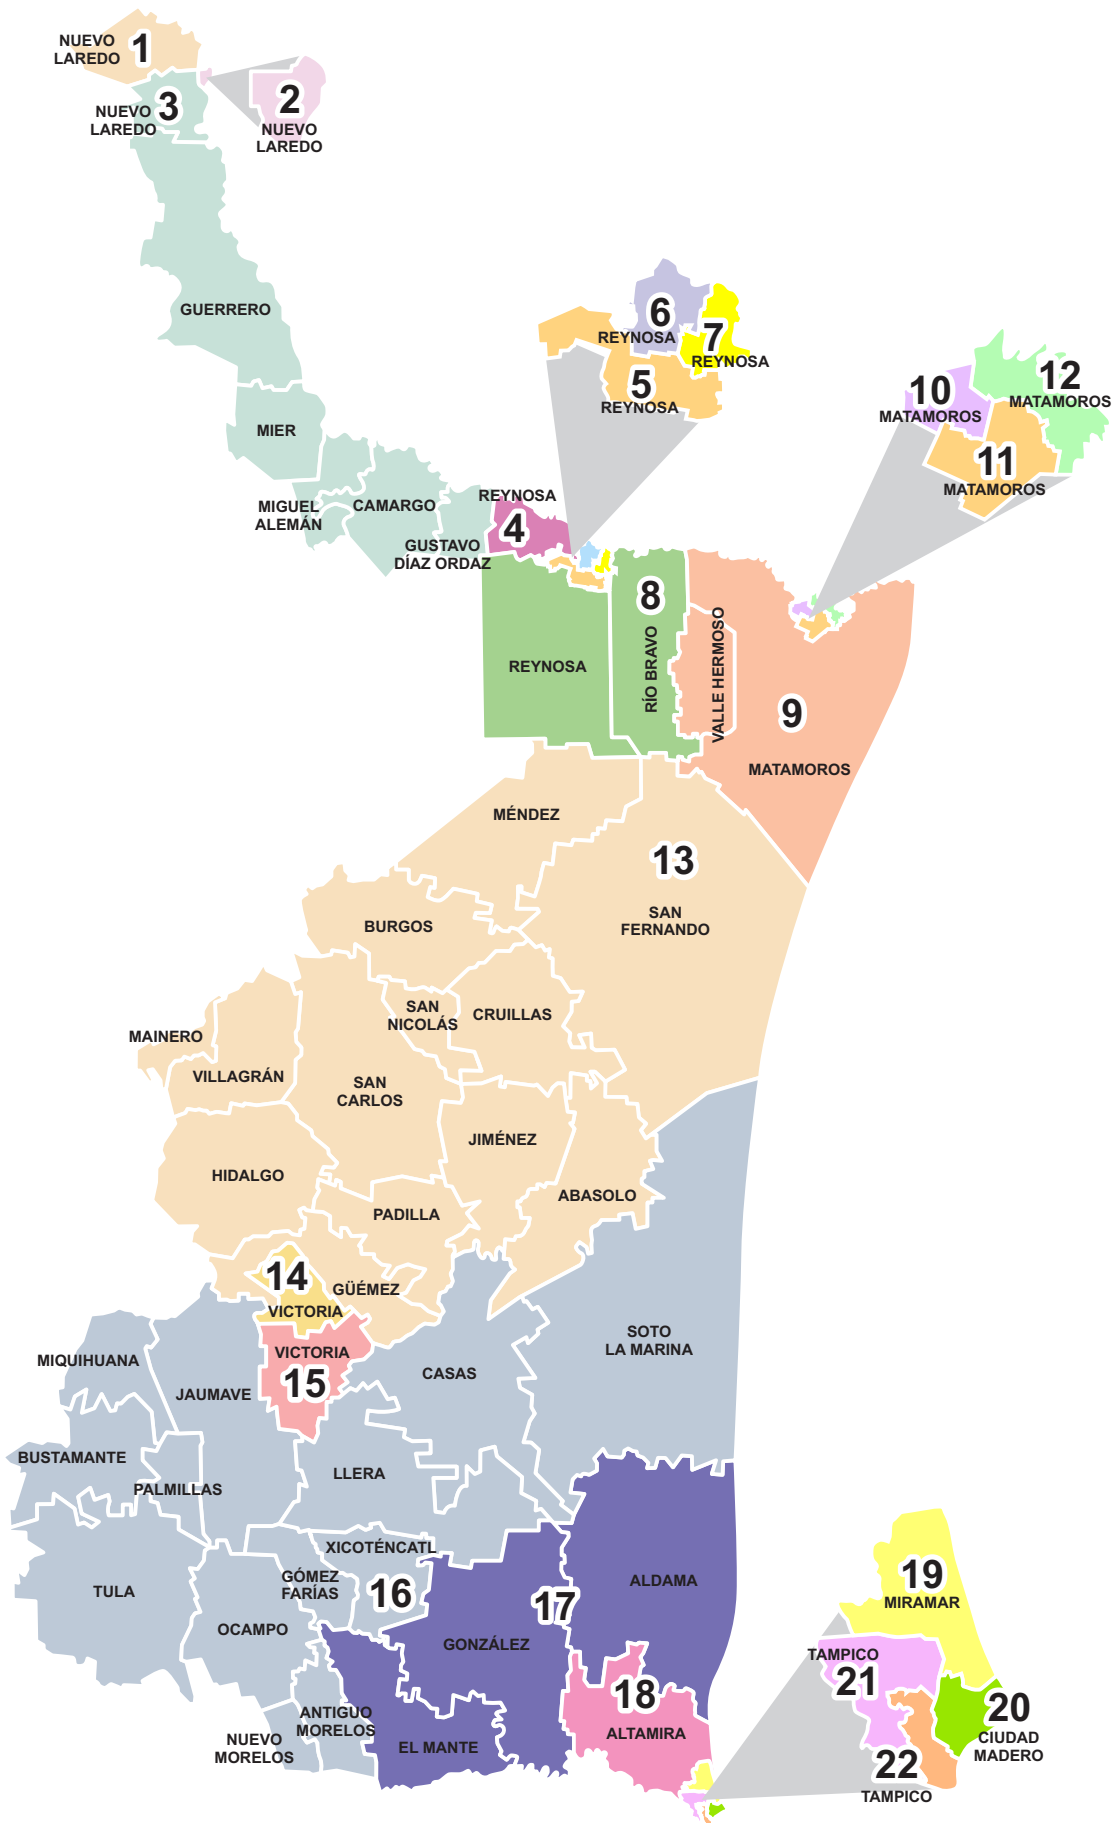 NUEVO
LAREDO
1
2
NUEVO
LAREDO
3
NUEVO
LAREDO
GUERRERO
MIER
MIGUEL
ALEMÁN
CAMARGO
GUSTAVO
DÍAZ ORDAZ
REYNOSA
4
6
REYNOSA
7
REYNOSA
5
REYNOSA
10
MATAMOROS
12
MATAMOROS
11
MATAMOROS
REYNOSA
8
RÍO BRAVO
VALLE HERMOSO
9
MATAMOROS
MÉNDEZ
13
SAN
FERNANDO
BURGOS
SAN
NICOLÁS
CRUILLAS
MAINERO
VILLAGRÁN
SAN
CARLOS
JIMÉNEZ
HIDALGO
ABASOLO
PADILLA
14
VICTORIA
GÜÉMEZ
VICTORIA
15
SOTO
LA MARINA
MIQUIHUANA
JAUMAVE
CASAS
BUSTAMANTE
PALMILLAS
LLERA
XICOTÉNCATL
TULA
GÓMEZ
FARÍAS
16
17
ALDAMA
OCAMPO
GONZÁLEZ
18
ALTAMIRA
ANTIGUO
MORELOS
NUEVO
MORELOS
EL MANTE
19
MIRAMAR
TAMPICO
21
20
CIUDAD
MADERO
22
TAMPICO